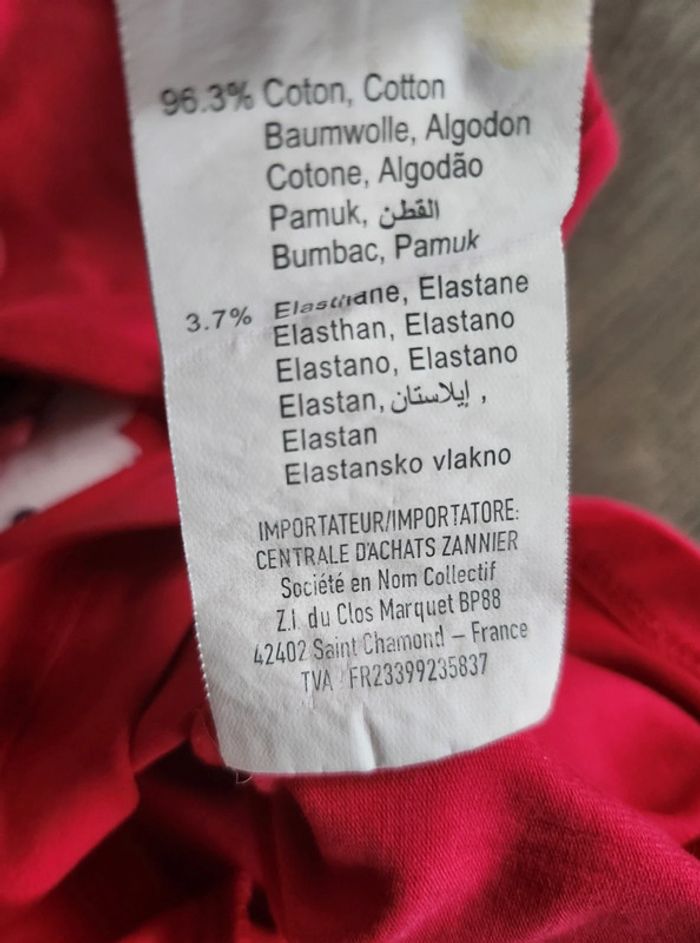 96.3% Coton, Cotton
Baumwolle, Algodon
Cotone, Algodão
Pamuk, القطن
Bumbac, Pamuk
3.7% Elasthane, Elastane
Elasthan, Elastano
Elastano, Elastano
Elastan, إيلاستان ,
Elastan
Elastansko vlakno
IMPORTATEUR/IMPORTATORE:
CENTRALE D'ACHATS ZANNIER
Société en Nom Collectif
Z.I. du Clos Marquet BP88
42402 Saint Chamond – France
TVA FR23399235837